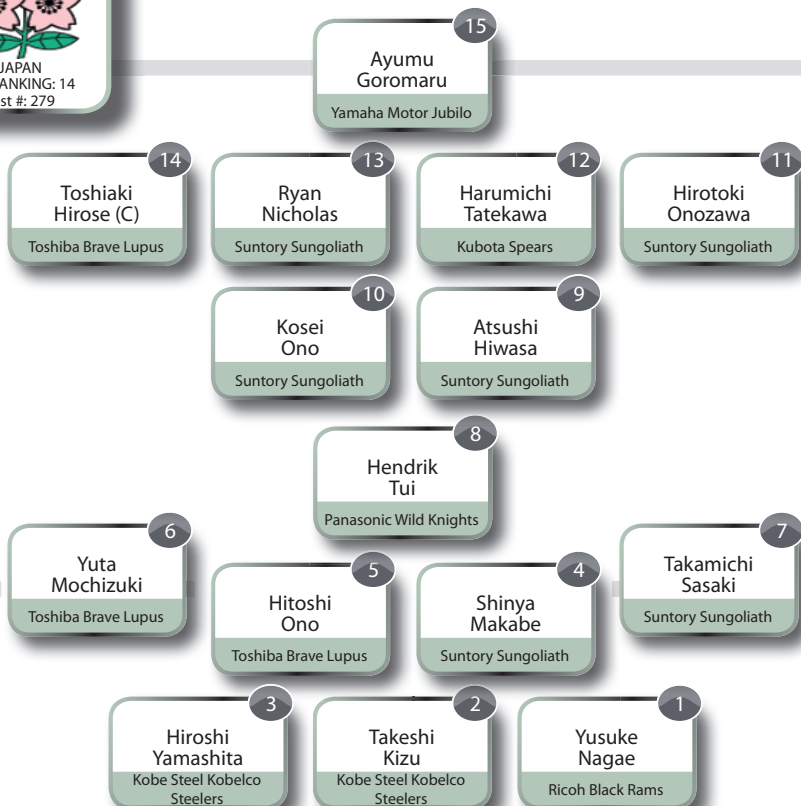 JAPAN
ANKING: 14
st #: 279
15
Ayumu
Goromaru
Yamaha Motor Jubilo
14
Toshiaki
Hirose (C)
Toshiba Brave Lupus
13
Ryan
Nicholas
Suntory Sungoliath
12
Harumichi
Tatekawa
Kubota Spears
11
Hirotoki
Onozawa
Suntory Sungoliath
10
Kosei
Ono
Suntory Sungoliath
9
Atsushi
Hiwasa
Suntory Sungoliath
8
Hendrik
Tui
Panasonic Wild Knights
6
Yuta
Mochizuki
Toshiba Brave Lupus
5
Hitoshi
Ono
Toshiba Brave Lupus
4
Shinya
Makabe
Suntory Sungoliath
7
Takamichi
Sasaki
Suntory Sungoliath
3
Hiroshi
Yamashita
Kobe Steel Kobelco
Steelers
2
Takeshi
Kizu
Kobe Steel Kobelco
Steelers
1
Yusuke
Nagae
Ricoh Black Rams